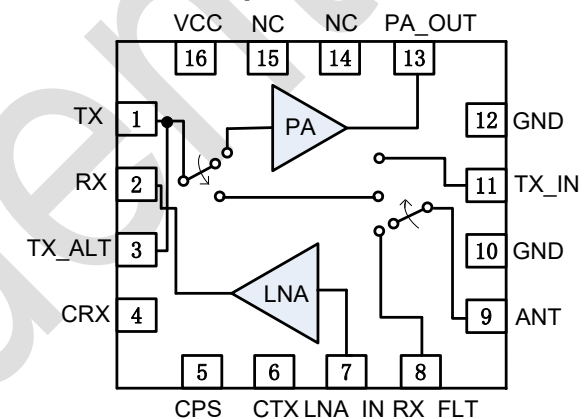 VCC NC NC PA_OUT
16 15 14 13
TX 1
PA
12 GND
RX 2
11 TX_IN
TX_ALT 3
10 GND
LNA
CRX 4
9 ANT
5 6 7 8
CPS CTX LNA IN RX FLT